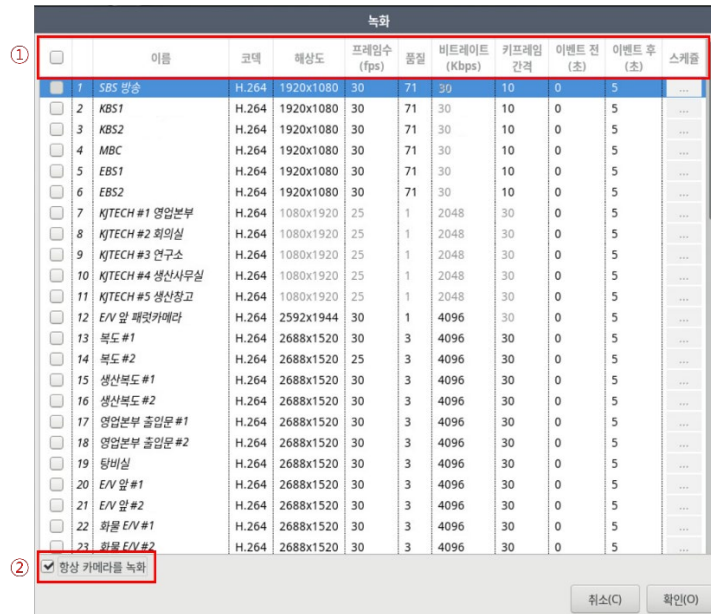 녹화
①
이름 코덱 해상도 프레임수 (fps) 품질 비트레이트 (Kbps) 키프레임 간격 이벤트 전 (초) 이벤트 후 (초) 스케줄
1 SBS 방송 H.264 1920x1080 30 71 30 10 0 5 ...
2 KBS1 H.264 1920x1080 30 71 30 10 0 5 ...
3 KBS2 H.264 1920x1080 30 71 30 10 0 5 ...
4 MBC H.264 1920x1080 30 71 30 10 0 5 ...
5 EBS1 H.264 1920x1080 30 71 30 10 0 5 ...
6 EBS2 H.264 1920x1080 30 71 30 10 0 5 ...
7 KJTECH #1 영업본부 H.264 1080x1920 25 1 2048 30 0 5 ...
8 KJTECH #2 회의실 H.264 1080x1920 25 1 2048 30 0 5 ...
9 KJTECH #3 연구소 H.264 1080x1920 25 1 2048 30 0 5 ...
10 KJTECH #4 생산사무실 H.264 1080x1920 25 1 2048 30 0 5 ...
11 KJTECH #5 생산창고 H.264 1080x1920 25 1 2048 30 0 5 ...
12 E/V 앞 패럿카메라 H.264 2592x1944 30 1 4096 30 0 5 ...
13 복도 #1 H.264 2688x1520 30 3 4096 30 0 5 ...
14 복도 #2 H.264 2688x1520 25 3 4096 30 0 5 ...
15 생산복도 #1 H.264 2688x1520 30 3 4096 30 0 5 ...
16 생산복도 #2 H.264 2688x1520 30 3 4096 30 0 5 ...
17 영업본부 출입문 #1 H.264 2688x1520 30 3 4096 30 0 5 ...
18 영업본부 출입문 #2 H.264 2688x1520 30 3 4096 30 0 5 ...
19 탕비실 H.264 2688x1520 30 3 4096 30 0 5 ...
20 E/V 앞 #1 H.264 2688x1520 30 3 4096 30 0 5 ...
21 E/V 앞 #2 H.264 2688x1520 30 3 4096 30 0 5 ...
22 화물 E/V #1 H.264 2688x1520 30 3 4096 30 0 5 ...
23 화물 E/V #2 H.264 2688x1520 30 3 4096 30 0 5 ...
② 항상 카메라를 녹화
취소(C) 확인(O)